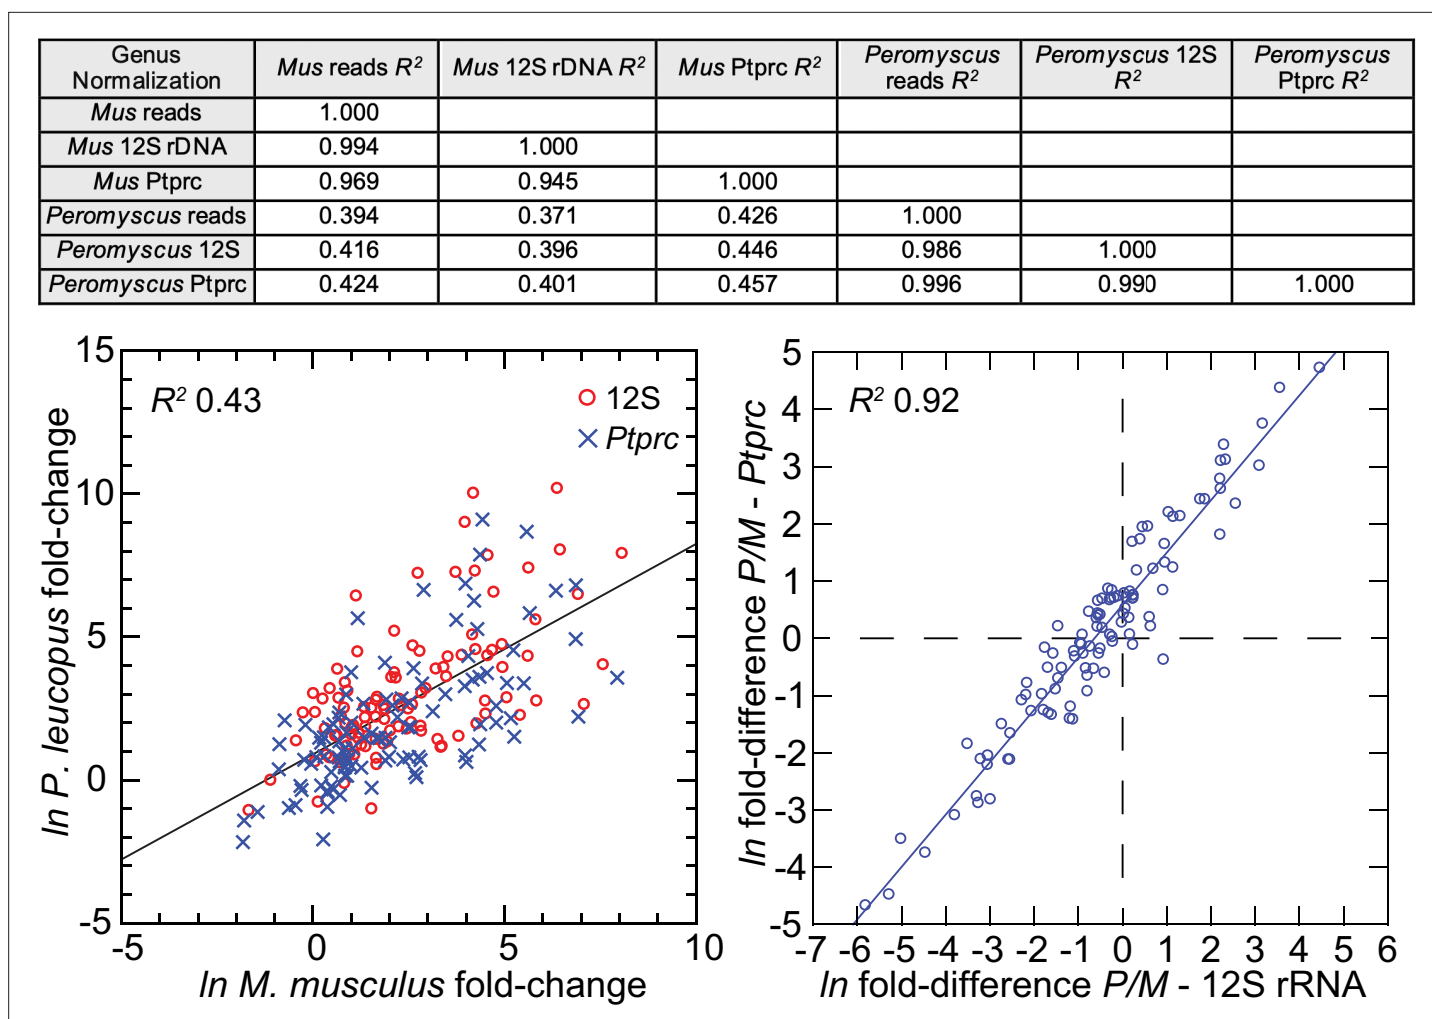 Genus Normalization | Mus reads R² | Mus 12S rDNA R² | Mus Ptprc R² | Peromyscus reads R² | Peromyscus 12S R² | Peromyscus Ptprc R²
Mus reads | 1.000
Mus 12S rDNA | 0.994 | 1.000
Mus Ptprc | 0.969 | 0.945 | 1.000
Peromyscus reads | 0.394 | 0.371 | 0.426 | 1.000
Peromyscus 12S | 0.416 | 0.396 | 0.446 | 0.986 | 1.000
Peromyscus Ptprc | 0.424 | 0.401 | 0.457 | 0.996 | 0.990 | 1.000
ln P. leucopus fold-change
15
10
5
0
-5
R² 0.43
12S
Ptprc
-5 0 5 10
ln M. musculus fold-change
ln fold-difference P/M - Ptprc
5
4
3
2
1
0
-1
-2
-3
-4
-5
R² 0.92
-7 -6 -5 -4 -3 -2 -1 0 1 2 3 4 5 6
ln fold-difference P/M - 12S rRNA